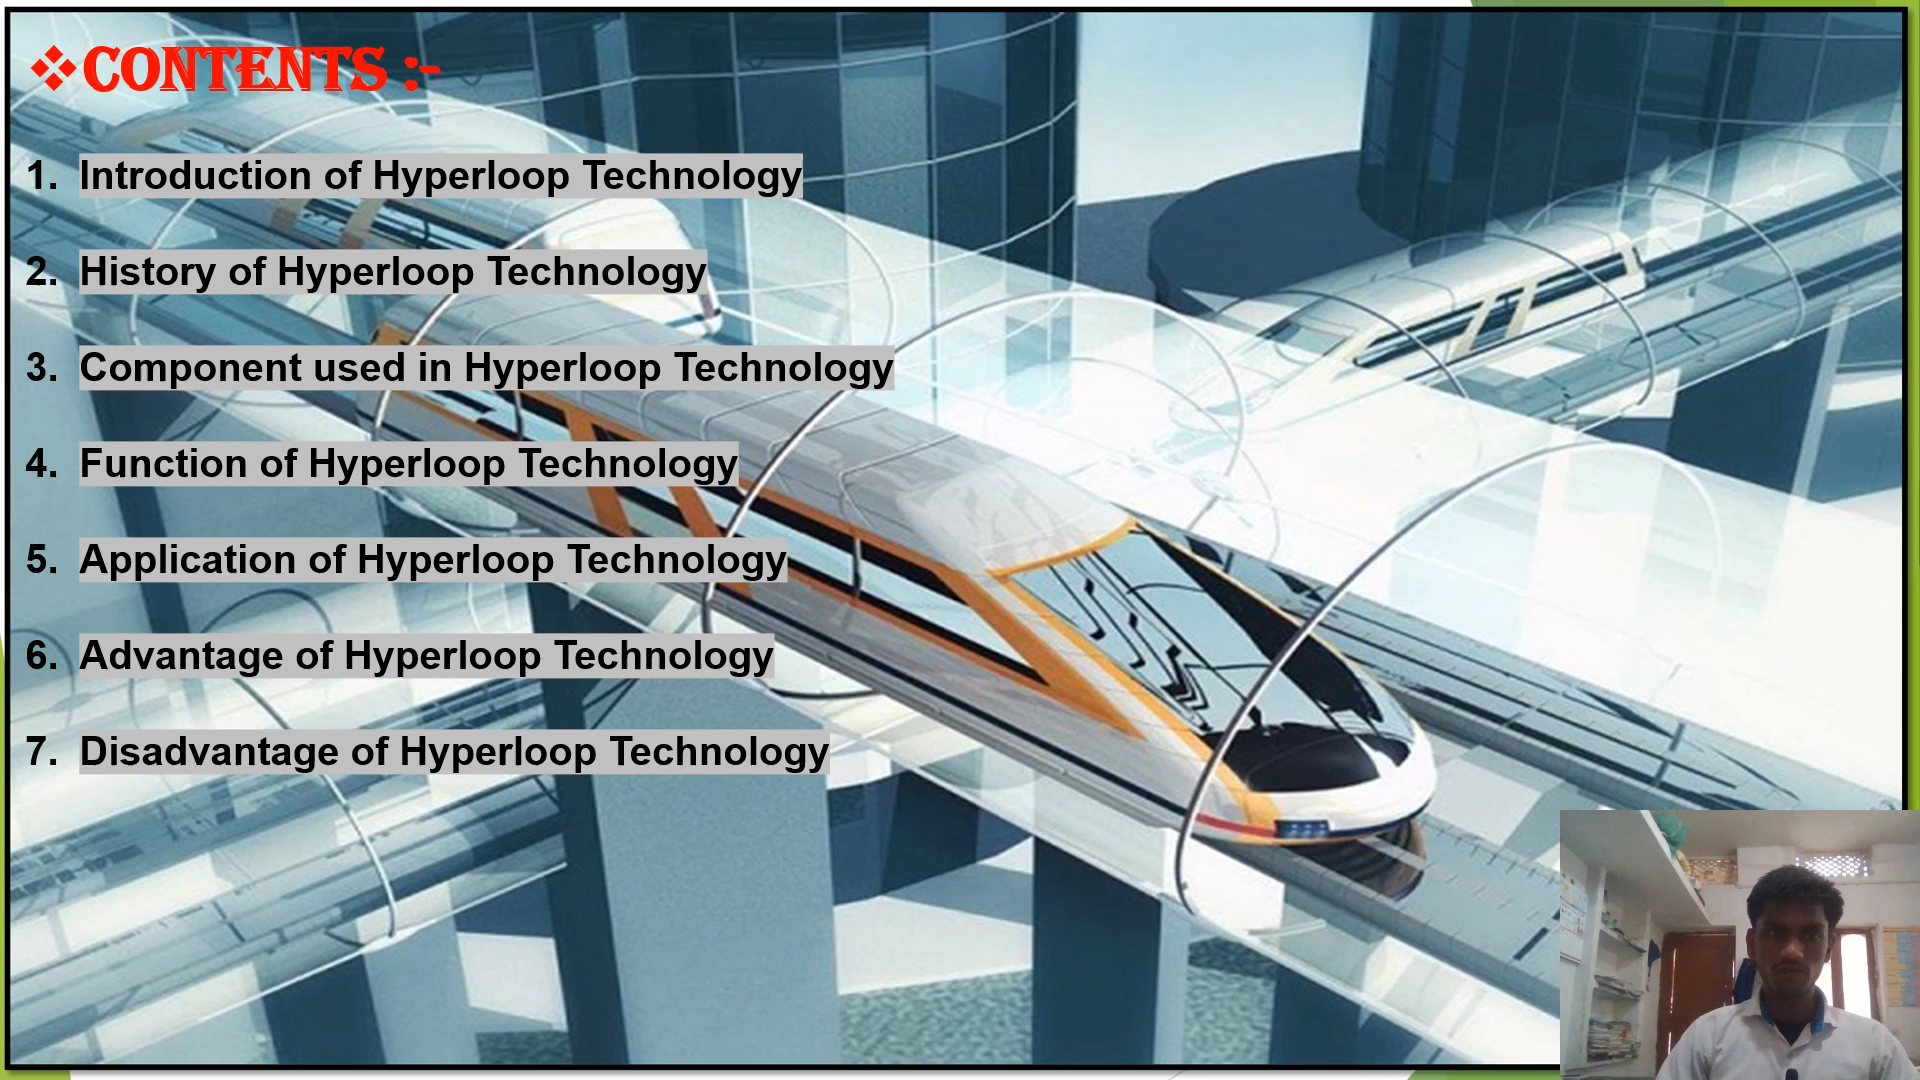 ❖CONTENTS :-
1. Introduction of Hyperloop Technology
2. History of Hyperloop Technology
3. Component used in Hyperloop Technology
4. Function of Hyperloop Technology
5. Application of Hyperloop Technology
6. Advantage of Hyperloop Technology
7. Disadvantage of Hyperloop Technology